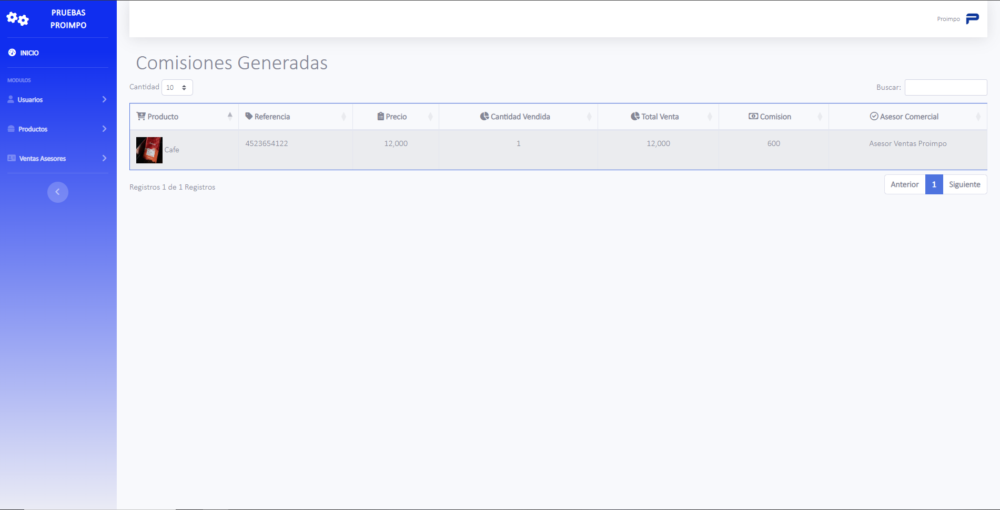 PRUEBAS
PROIMPO
INICIO
MODULOS
Usuarios
Productos
Ventas Asesores
Proimpo
Comisiones Generadas
Cantidad 10
Buscar:
Producto Referencia Precio Cantidad Vendida Total Venta Comision Asesor Comercial
Cafe 4523654122 12,000 1 12,000 600 Asesor Ventas Proimpo
Registros 1 de 1 Registros
Anterior 1 Siguiente